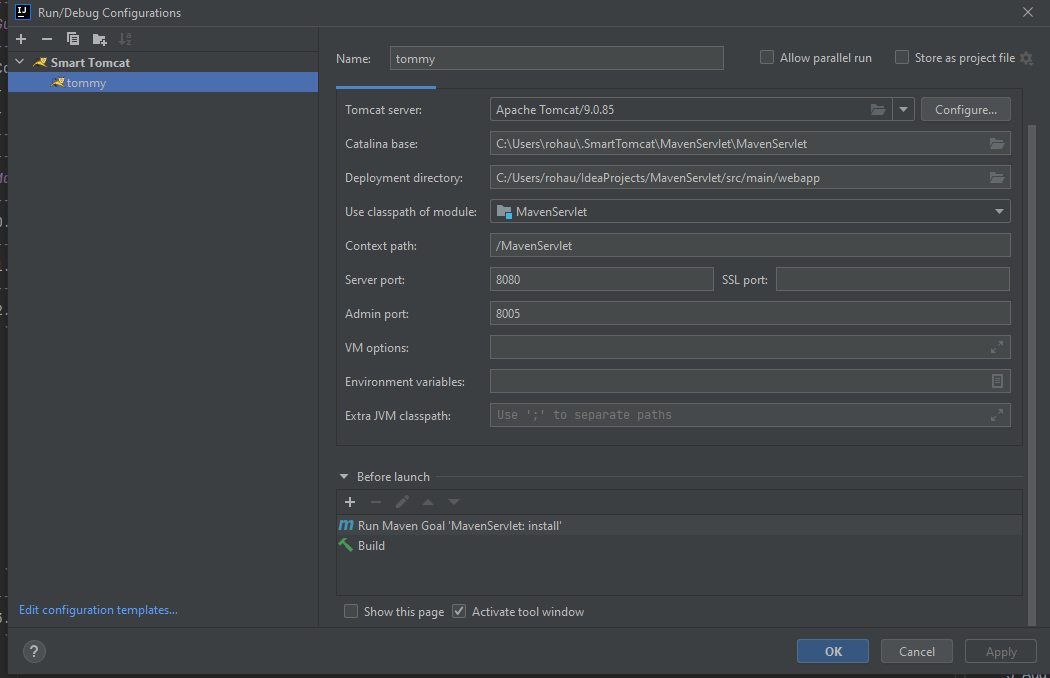 Run/Debug Configurations
Smart Tomcat
tommy
Name: tommy
Allow parallel run
Store as project file
Tomcat server: Apache Tomcat/9.0.85 Configure...
Catalina base: C:\Users\rohau\.SmartTomcat\MavenServlet\MavenServlet
Deployment directory: C:/Users/rohau/IdeaProjects/MavenServlet/src/main/webapp
Use classpath of module: MavenServlet
Context path: /MavenServlet
Server port: 8080 SSL port:
Admin port: 8005
VM options:
Environment variables:
Extra JVM classpath: Use ';' to separate paths
Before launch
m Run Maven Goal 'MavenServlet: install'
Build
Show this page Activate tool window
Edit configuration templates...
? OK Cancel Apply